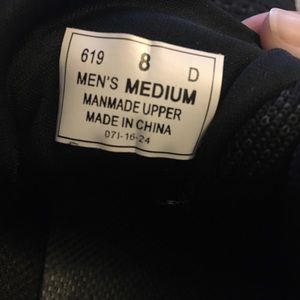 619 8 D
MEN'S MEDIUM
MANMADE UPPER
MADE IN CHINA
07I-16-24